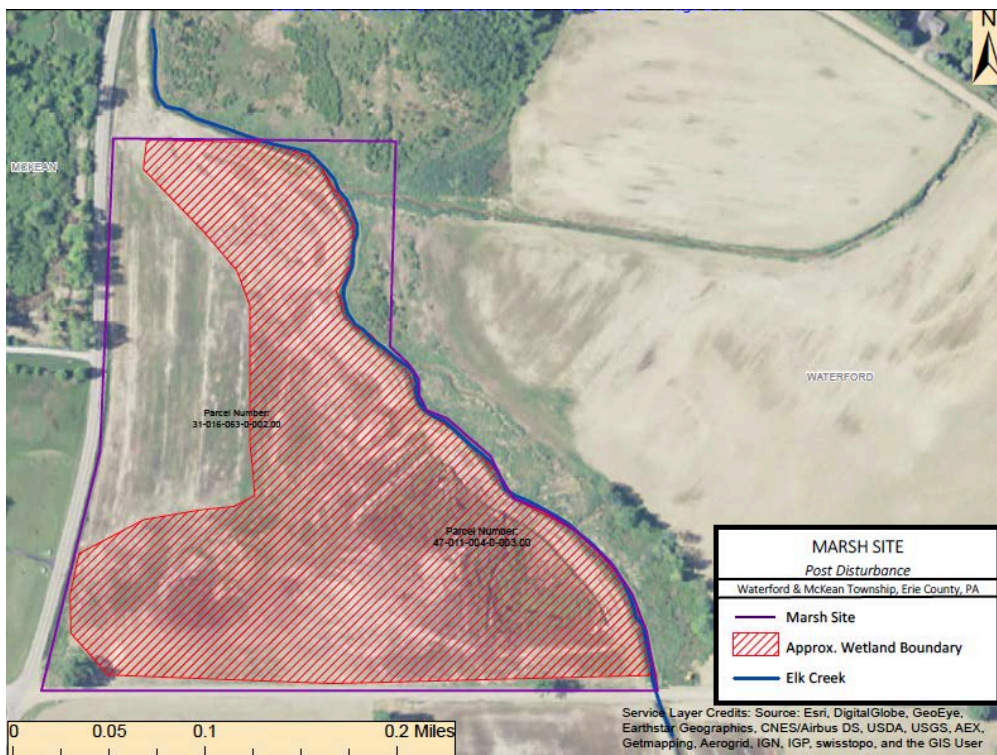 N
MCKEAN
WATERFORD
Parcel Number:
31-016-063-0-002.00
Parcel Number:
47-011-004-0-003.00
MARSH SITE
Post Disturbance
Waterford & McKean Township, Erie County, PA
Marsh Site
Approx. Wetland Boundary
Elk Creek
0 0.05 0.1 0.2 Miles
Service Layer Credits: Source: Esri, DigitalGlobe, GeoEye,
Earthstar Geographics, CNES/Airbus DS, USDA, USGS, AEX,
Getmapping, Aerogrid, IGN, IGP, swisstopo, and the GIS User